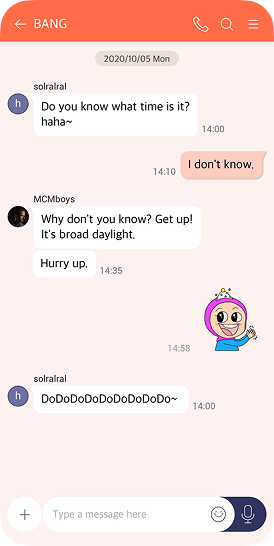 BANG
2020/10/05 Mon
solralral
h
Do you know what time is it?
haha~
14:00
I don't know.
14:10
MCMboys
Why don't you know? Get up!
It's broad daylight.
Hurry up.
14:35
14:58
solralral
h
DoDoDoDoDoDoDoDoDo~
14:00
Type a message here